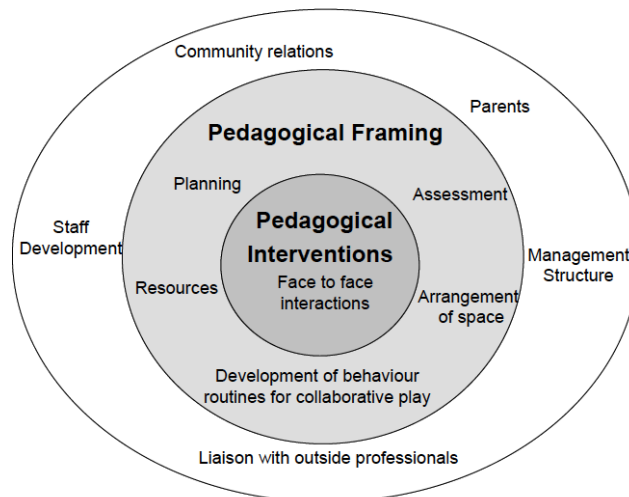 Community relations
Parents
Pedagogical Framing
Planning
Assessment
Pedagogical
Interventions
Face to face
interactions
Staff
Development
Management
Structure
Resources
Arrangement
of space
Development of behaviour
routines for collaborative play
Liaison with outside professionals